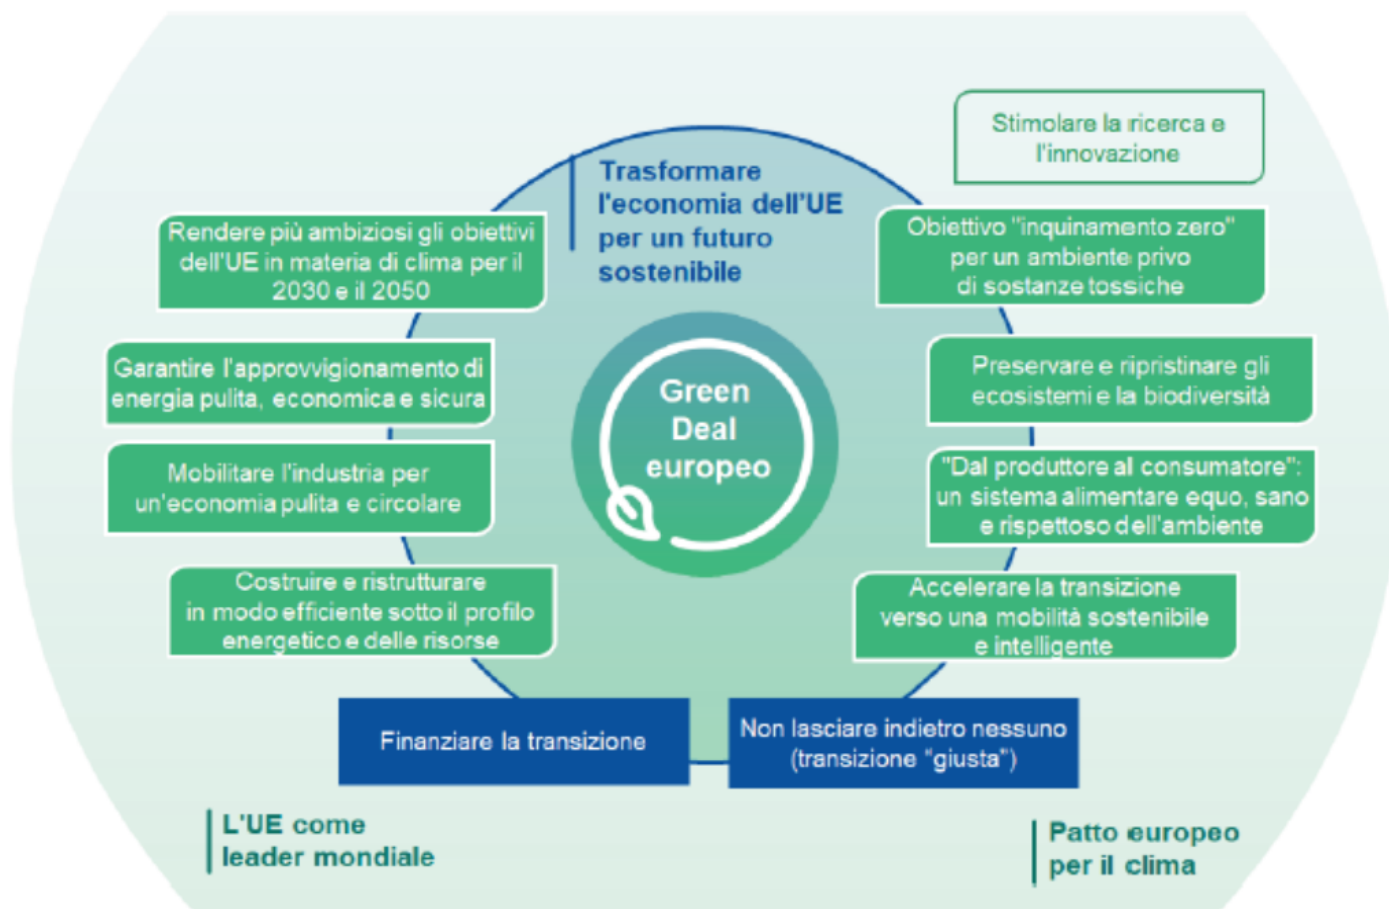 Stimolare la ricerca e
l'innovazione
Trasformare
l'economia dell'UE
per un futuro
sostenibile
Rendere più ambiziosi gli obiettivi
dell'UE in materia di clima per il
2030 e il 2050
Obiettivo "inquinamento zero"
per un ambiente privo
di sostanze tossiche
Garantire l'approvvigionamento di
energia pulita, economica e sicura
Green
Deal
europeo
Preservare e ripristinare gli
ecosistemi e la biodiversità
Mobilitare l'industria per
un'economia pulita e circolare
"Dal produttore al consumatore":
un sistema alimentare equo, sano
e rispettoso dell'ambiente
Costruire e ristrutturare
in modo efficiente sotto il profilo
energetico e delle risorse
Accelerare la transizione
verso una mobilità sostenibile
e intelligente
Finanziare la transizione
Non lasciare indietro nessuno
(transizione “giusta”)
L'UE come
leader mondiale
Patto europeo
per il clima